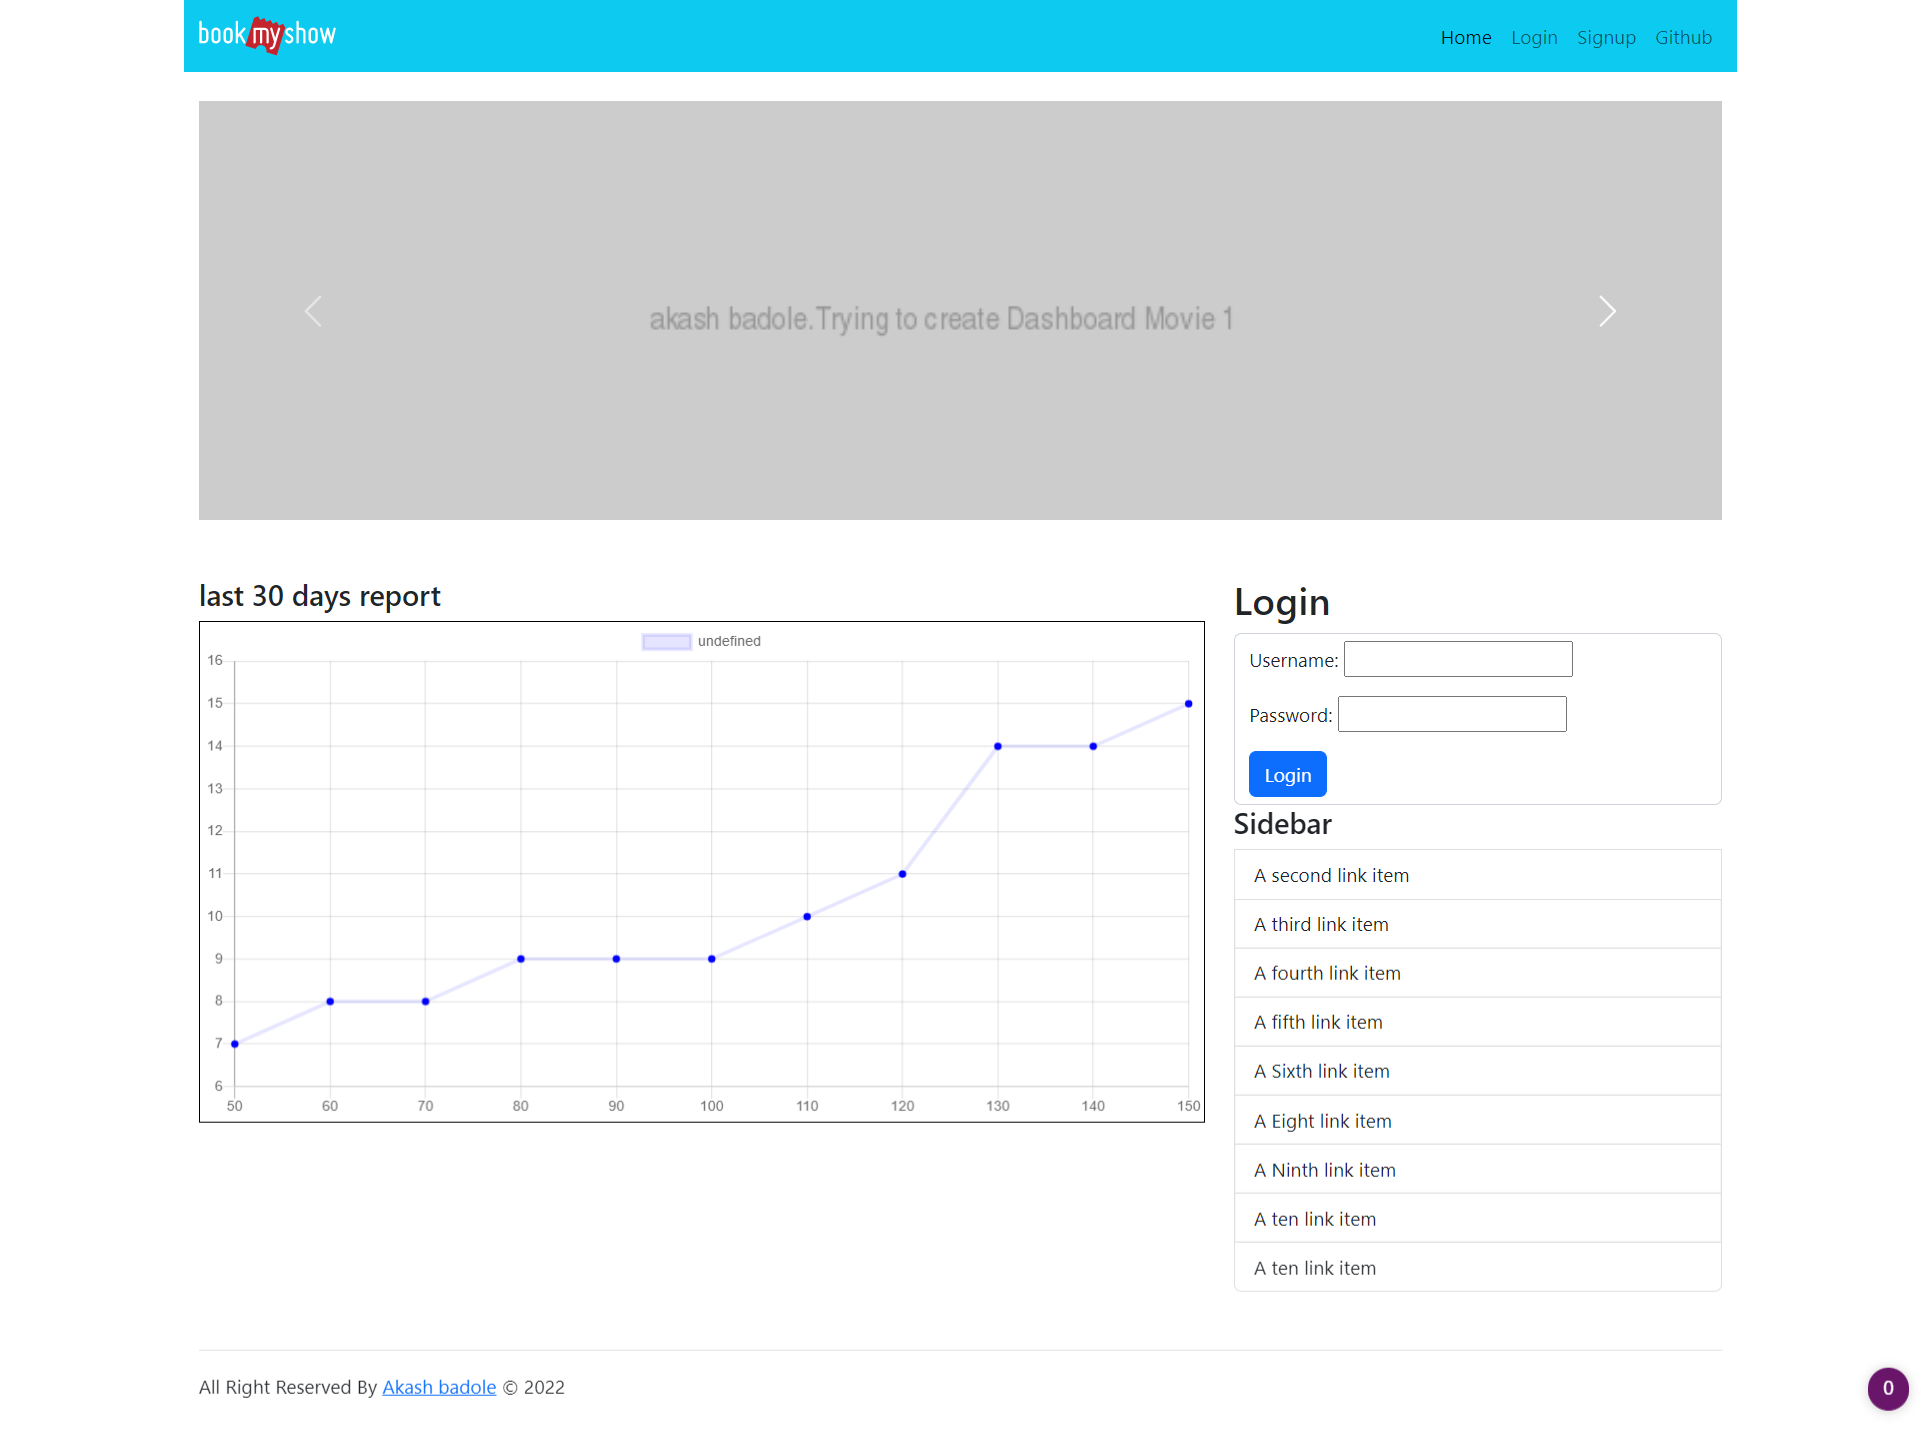 bookmyshow
Home Login Signup Github
akash badole.Trying to create Dashboard Movie 1
last 30 days report
undefined
16
15
14
13
12
11
10
9
8
7
6
50 60 70 80 90 100 110 120 130 140 150
Login
Username:
Password:
Login
Sidebar
A second link item
A third link item
A fourth link item
A fifth link item
A Sixth link item
A Eight link item
A Ninth link item
A ten link item
A ten link item
All Right Reserved By Akash badole © 2022
0